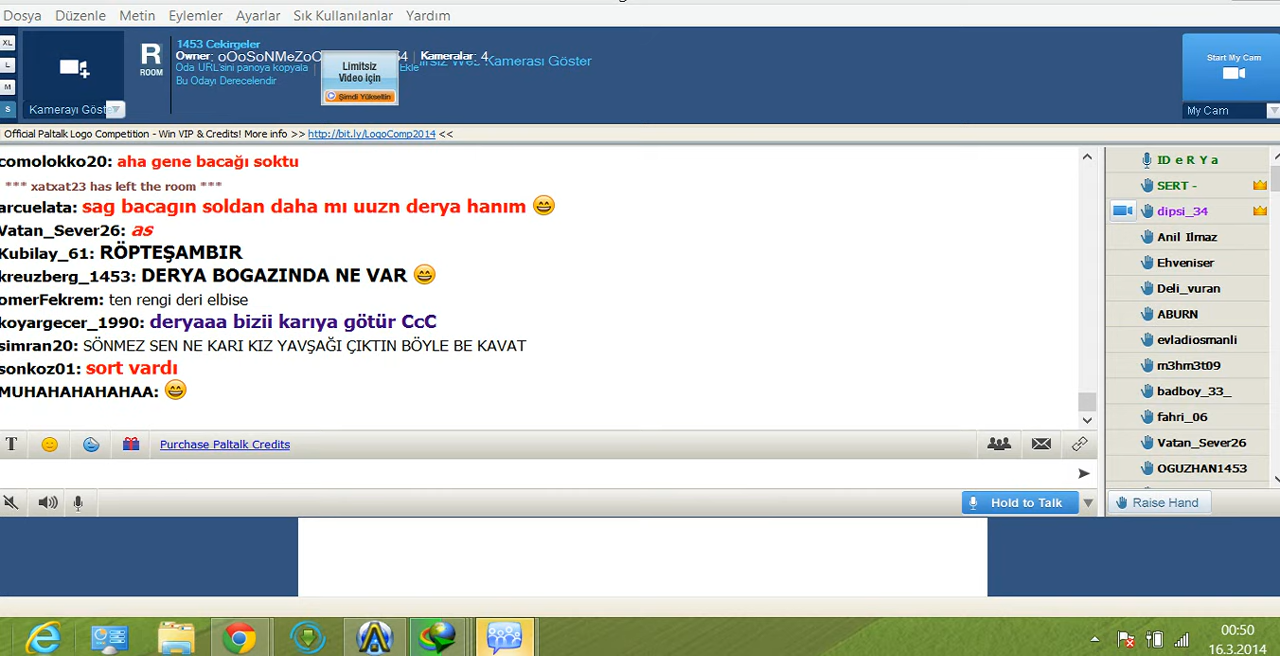 Dosya Düzenle Metin Eylemler Ayarlar Sık Kullanılanlar Yardım
XL
L
M
S
Kamerayı Göst
R
ROOM
1453 Cekirgeler
Owner: oOoSoNMeZoO 54 | Kameralar: 4
Oda URL'sini panoya kopyala | Ekle
Web Kamerası Göster
Bu Odayı Derecelendir
Limitsiz
Video için
Şimdi Yükseltin
Start My Cam
My Cam
Official Paltalk Logo Competition - Win VIP & Credits! More info >> http://bit.ly/LogoComp2014 <<
comolokko20: aha gene bacağı soktu
*** xatxat23 has left the room ***
arcuelata: sag bacagın soldan daha mı uuzn derya hanım
Vatan_Sever26: as
Kubilay_61: RÖPTEŞAMBIR
kreuzberg_1453: DERYA BOGAZINDA NE VAR
omerFekrem: ten rengi deri elbise
koyargecer_1990: deryaaa bizii karıya götür CcC
simran20: SÖNMEZ SEN NE KARI KIZ YAVŞAĞI ÇIKTIN BÖYLE BE KAVAT
sonkoz01: sort vardı
MUHAHAHAHAHAA:
ID e R Y a
SERT -
dipsi_34
Anil Ilmaz
Ehveniser
Deli_vuran
ABURN
evladiosmanli
m3hm3t09
badboy_33_
fahri_06
Vatan_Sever26
OGUZHAN1453
T
Purchase Paltalk Credits
Hold to Talk
Raise Hand
00:50
16.3.2014